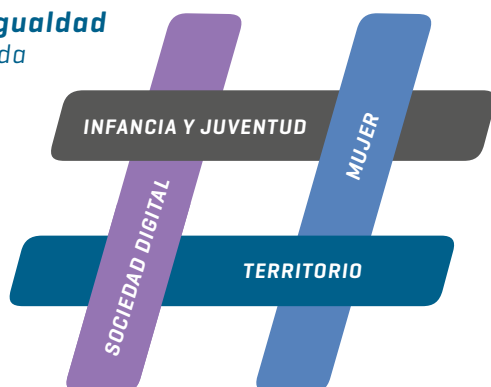 gualdad
da
INFANCIA Y JUVENTUD
MUJER
SOCIEDAD DIGITAL
TERRITORIO